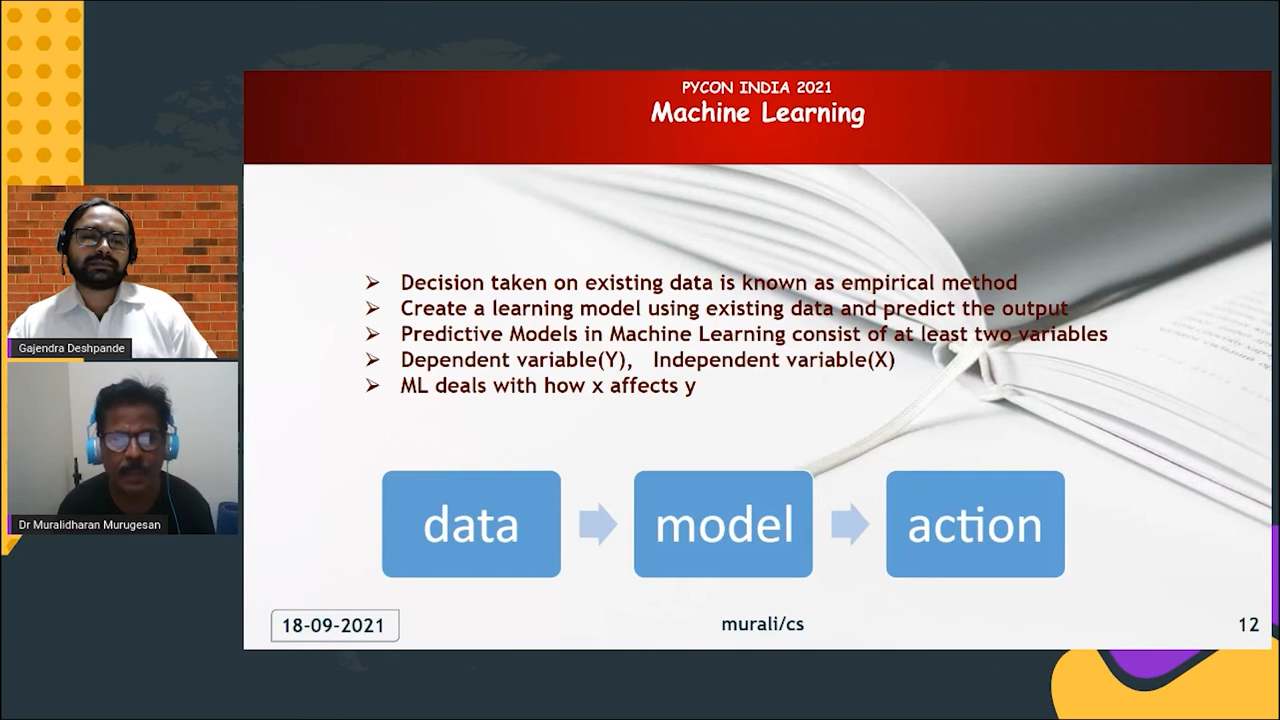 PYCON INDIA 2021
Machine Learning
Gajendra Deshpande
Dr Muralidharan Murugesan
➢ Decision taken on existing data is known as empirical method
➢ Create a learning model using existing data and predict the output
➢ Predictive Models in Machine Learning consist of at least two variables
➢ Dependent variable(Y), Independent variable(X)
➢ ML deals with how x affects y
data
model
action
18-09-2021
murali/cs
12